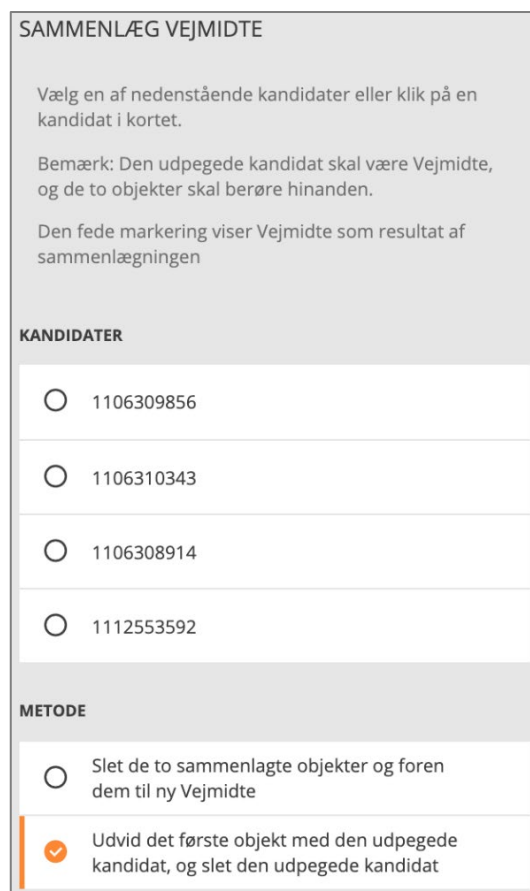 SAMMENLÆG VEJMIDTE
Vælg en af nedenstående kandidater eller klik på en
kandidat i kortet.
Bemærk: Den udpegede kandidat skal være Vejmidte,
og de to objekter skal berøre hinanden.
Den fede markering viser Vejmidte som resultat af
sammenlægningen
KANDIDATER
1106309856
1106310343
1106308914
1112553592
METODE
Slet de to sammenlagte objekter og foren
dem til ny Vejmidte
Udvid det første objekt med den udpegede
kandidat, og slet den udpegede kandidat